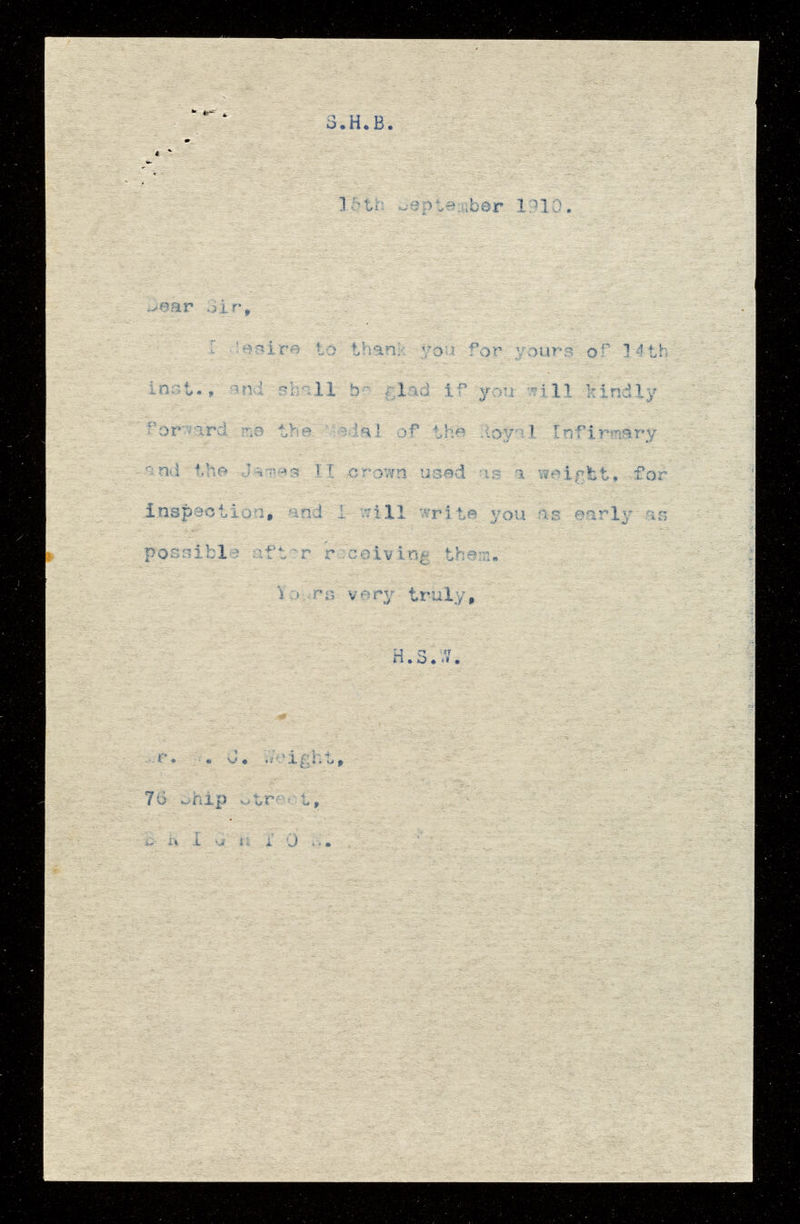 S.H.B.
15th September 1910.
Dear Sir,
I desire to thank you for yours of 14th
inst., and shall be glad if you will kindly
forward me the Medal of the Royal Infirmary
and the James II crown used as a weight, for
inspection, and I will write you as early as
possible after receiving them.
Yours very truly,
H.S.W.
Mr. C. Weight,
76 Ship Street,
B R I G H T O N.